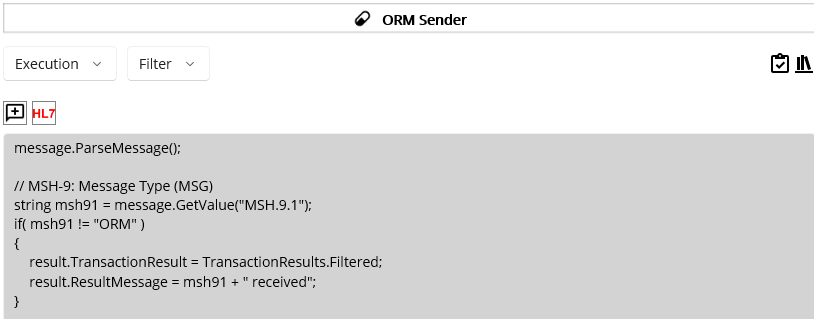 ORM Sender
Execution
Filter
HL7
message.ParseMessage();
// MSH-9: Message Type (MSG)
string msh91 = message.GetValue("MSH.9.1");
if( msh91 != "ORM" )
{
result.TransactionResult = TransactionResults.Filtered;
result.ResultMessage = msh91 + " received";
}